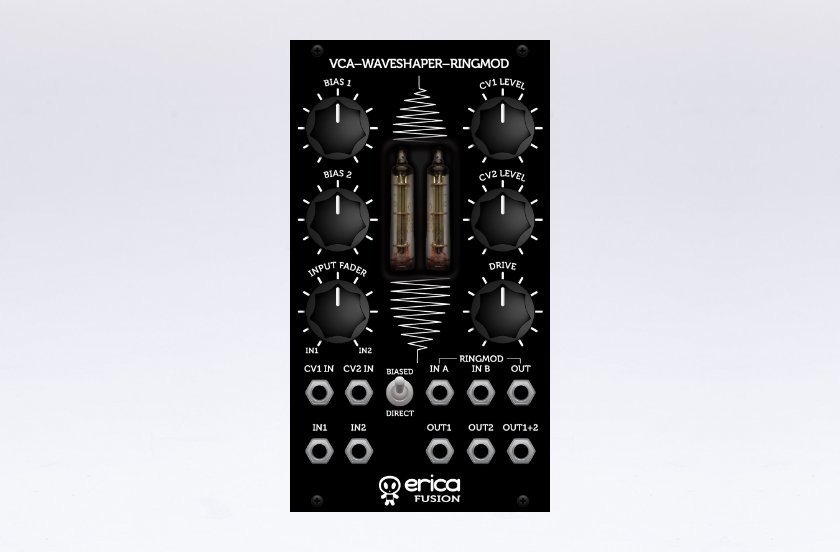 VCA–WAVESHAPER–RINGMOD
BIAS 1
CV1 LEVEL
BIAS 2
CV2 LEVEL
INPUT FADER
DRIVE
IN1 IN2
RINGMOD
CV1 IN CV2 IN BIASED IN A IN B OUT
DIRECT
IN1 IN2 OUT1 OUT2 OUT1+2
erica
FUSION